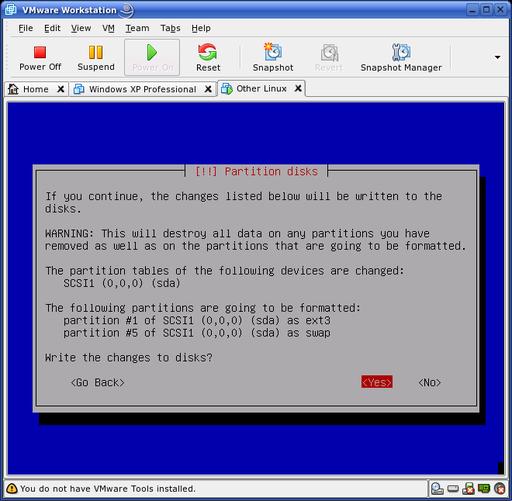 VMware Workstation
File Edit View VM Team Tabs Help
Power Off Suspend Power On Reset Snapshot Revert Snapshot Manager
Home Windows XP Professional Other Linux
[!!] Partition disks
If you continue, the changes listed below will be written to the
disks.
WARNING: This will destroy all data on any partitions you have
removed as well as on the partitions that are going to be formatted.
The partition tables of the following devices are changed:
SCSI1 (0,0,0) (sda)
The following partitions are going to be formatted:
partition #1 of SCSI1 (0,0,0) (sda) as ext3
partition #5 of SCSI1 (0,0,0) (sda) as swap
Write the changes to disks?
<Go Back> <Yes> <No>
You do not have VMware Tools installed.